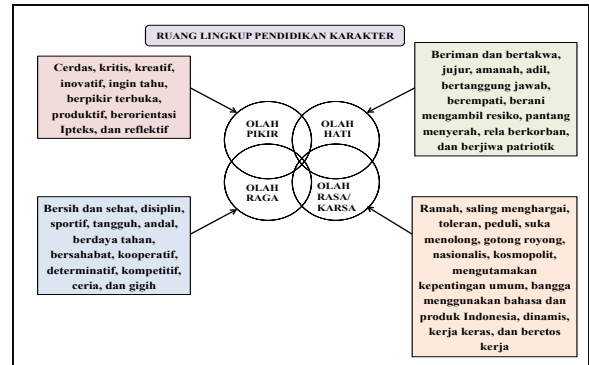 RUANG LINGKUP PENDIDIKAN KARAKTER
Cerdas, kritis, kreatif,
inovatif, ingin tahu,
berpikir terbuka,
produktif, berorientasi
Ipteks, dan reflektif
Beriman dan bertakwa,
jujur, amanah, adil,
bertanggung jawab,
berempati, berani
mengambil resiko, pantang
menyerah, rela berkorban,
dan berjiwa patriotik
OLAH
PIKIR
OLAH
HATI
OLAH
RAGA
OLAH
RASA/
KARSA
Bersih dan sehat, disiplin,
sportif, tangguh, andal,
berdaya tahan,
bersahabat, kooperatif,
determinatif, kompetitif,
ceria, dan gigih
Ramah, saling menghargai,
toleran, peduli, suka
menolong, gotong royong,
nasionalis, kosmopolit,
mengutamakan
kepentingan umum, bangga
menggunakan bahasa dan
produk Indonesia, dinamis,
kerja keras, dan beretos
kerja